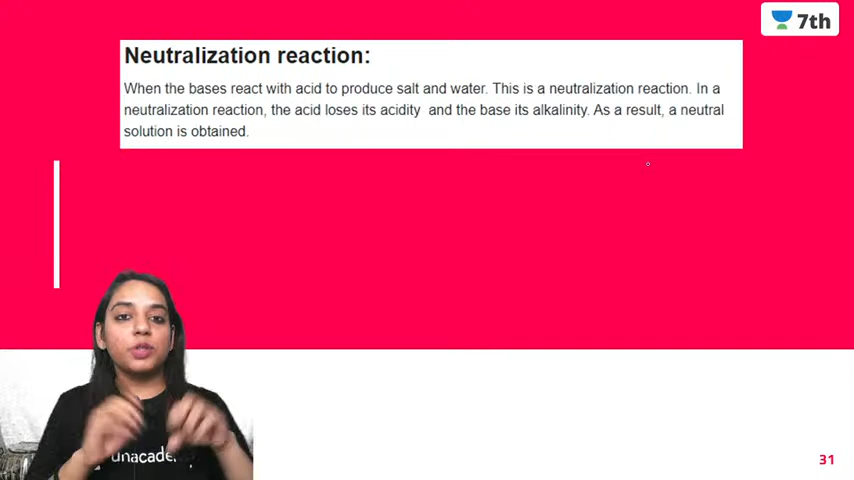 7th
Neutralization reaction:
When the bases react with acid to produce salt and water. This is a neutralization reaction. In a
neutralization reaction, the acid loses its acidity and the base its alkalinity. As a result, a neutral
solution is obtained.
unacade
31